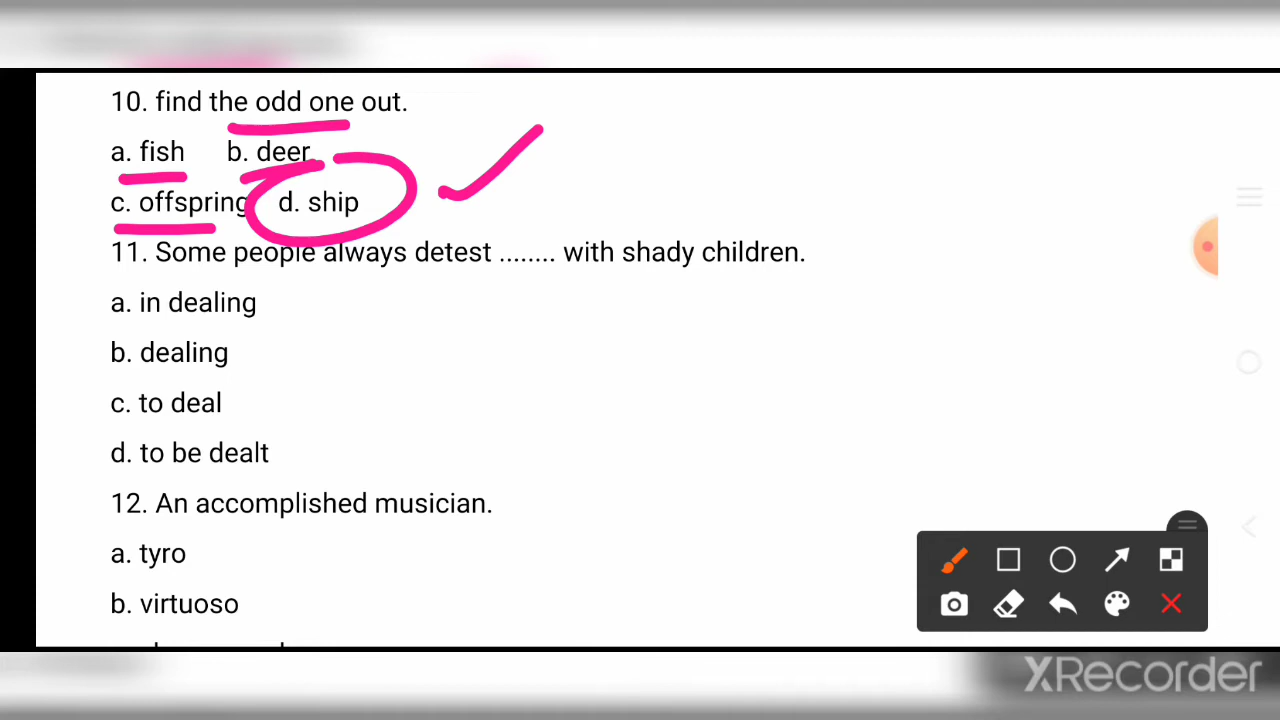 10. find the odd one out.
a. fish b. deer
c. offspring d. ship
11. Some people always detest ........ with shady children.
a. in dealing
b. dealing
c. to deal
d. to be dealt
12. An accomplished musician.
a. tyro
b. virtuoso
XRecorder